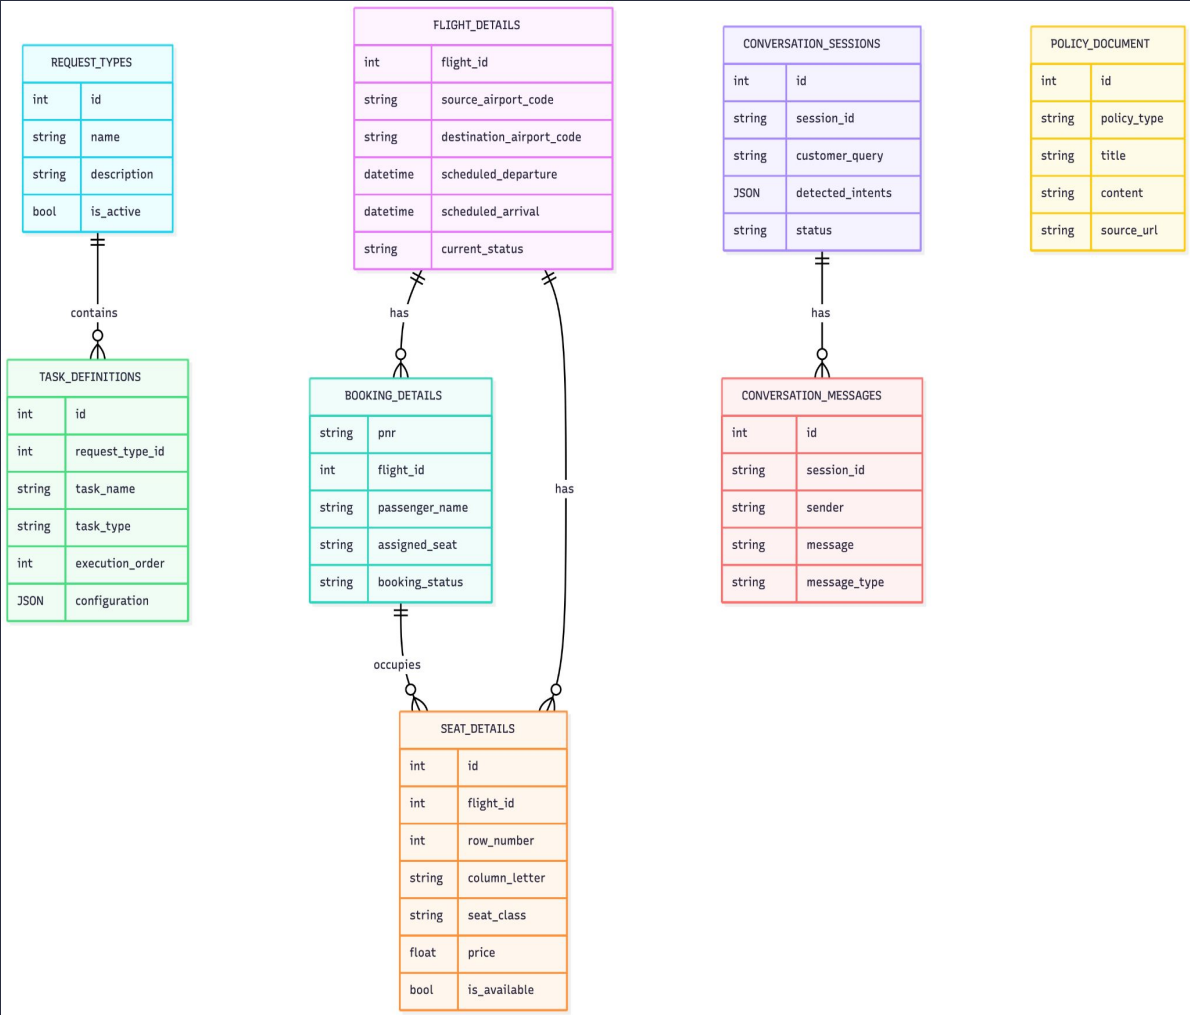 REQUEST_TYPES
int id
string name
string description
bool is_active
contains
TASK_DEFINITIONS
int id
int request_type_id
string task_name
string task_type
int execution_order
JSON configuration
FLIGHT_DETAILS
int flight_id
string source_airport_code
string destination_airport_code
datetime scheduled_departure
datetime scheduled_arrival
string current_status
has
BOOKING_DETAILS
string pnr
int flight_id
string passenger_name
string assigned_seat
string booking_status
has
occupies
SEAT_DETAILS
int id
int flight_id
int row_number
string column_letter
string seat_class
float price
bool is_available
CONVERSATION_SESSIONS
int id
string session_id
string customer_query
JSON detected_intents
string status
has
CONVERSATION_MESSAGES
int id
string session_id
string sender
string message
string message_type
POLICY_DOCUMENT
int id
string policy_type
string title
string content
string source_url